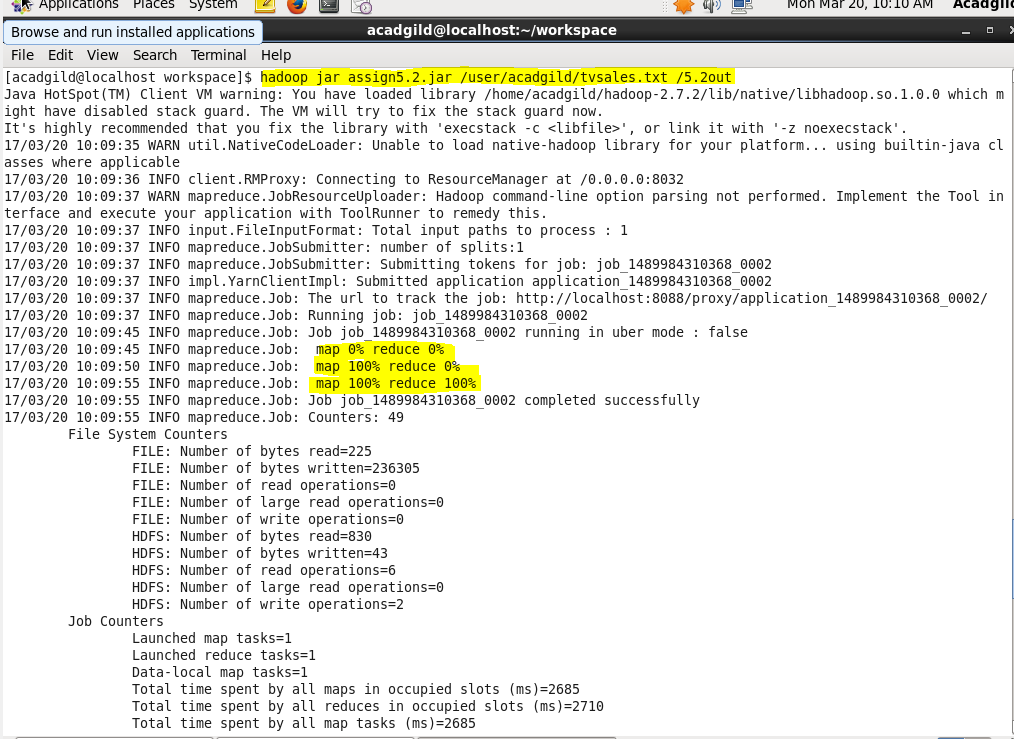 Applications Places System Mon Mar 20, 10:10 AM Acadgild
Browse and run installed applications
acadgild@localhost:~/workspace
File Edit View Search Terminal Help
[acadgild@localhost workspace]$ hadoop jar assign5.2.jar /user/acadgild/tvsales.txt /5.2out
Java HotSpot(TM) Client VM warning: You have loaded library /home/acadgild/hadoop-2.7.2/lib/native/libhadoop.so.1.0.0 which m
ight have disabled stack guard. The VM will try to fix the stack guard now.
It's highly recommended that you fix the library with 'execstack -c <libfile>', or link it with '-z noexecstack'.
17/03/20 10:09:35 WARN util.NativeCodeLoader: Unable to load native-hadoop library for your platform... using builtin-java cl
asses where applicable
17/03/20 10:09:36 INFO client.RMProxy: Connecting to ResourceManager at /0.0.0.0:8032
17/03/20 10:09:37 WARN mapreduce.JobResourceUploader: Hadoop command-line option parsing not performed. Implement the Tool in
terface and execute your application with ToolRunner to remedy this.
17/03/20 10:09:37 INFO input.FileInputFormat: Total input paths to process : 1
17/03/20 10:09:37 INFO mapreduce.JobSubmitter: number of splits:1
17/03/20 10:09:37 INFO mapreduce.JobSubmitter: Submitting tokens for job: job_1489984310368_0002
17/03/20 10:09:37 INFO impl.YarnClientImpl: Submitted application application_1489984310368_0002
17/03/20 10:09:37 INFO mapreduce.Job: The url to track the job: http://localhost:8088/proxy/application_1489984310368_0002/
17/03/20 10:09:37 INFO mapreduce.Job: Running job: job_1489984310368_0002
17/03/20 10:09:45 INFO mapreduce.Job: Job job_1489984310368_0002 running in uber mode : false
17/03/20 10:09:45 INFO mapreduce.Job: map 0% reduce 0%
17/03/20 10:09:50 INFO mapreduce.Job: map 100% reduce 0%
17/03/20 10:09:55 INFO mapreduce.Job: map 100% reduce 100%
17/03/20 10:09:55 INFO mapreduce.Job: Job job_1489984310368_0002 completed successfully
17/03/20 10:09:55 INFO mapreduce.Job: Counters: 49
File System Counters
FILE: Number of bytes read=225
FILE: Number of bytes written=236305
FILE: Number of read operations=0
FILE: Number of large read operations=0
FILE: Number of write operations=0
HDFS: Number of bytes read=830
HDFS: Number of bytes written=43
HDFS: Number of read operations=6
HDFS: Number of large read operations=0
HDFS: Number of write operations=2
Job Counters
Launched map tasks=1
Launched reduce tasks=1
Data-local map tasks=1
Total time spent by all maps in occupied slots (ms)=2685
Total time spent by all reduces in occupied slots (ms)=2710
Total time spent by all map tasks (ms)=2685